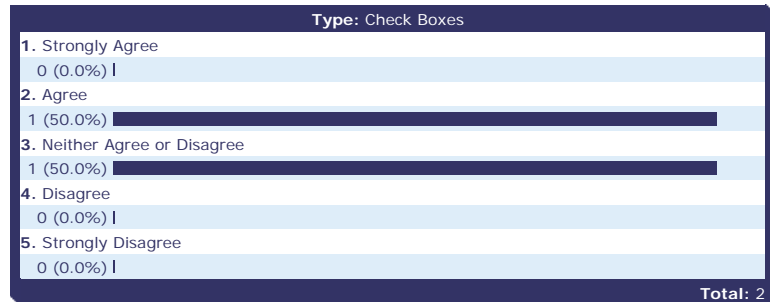 Type: Check Boxes
1. Strongly Agree
0 (0.0%)
2. Agree
1 (50.0%)
3. Neither Agree or Disagree
1 (50.0%)
4. Disagree
0 (0.0%)
5. Strongly Disagree
0 (0.0%)
Total: 2